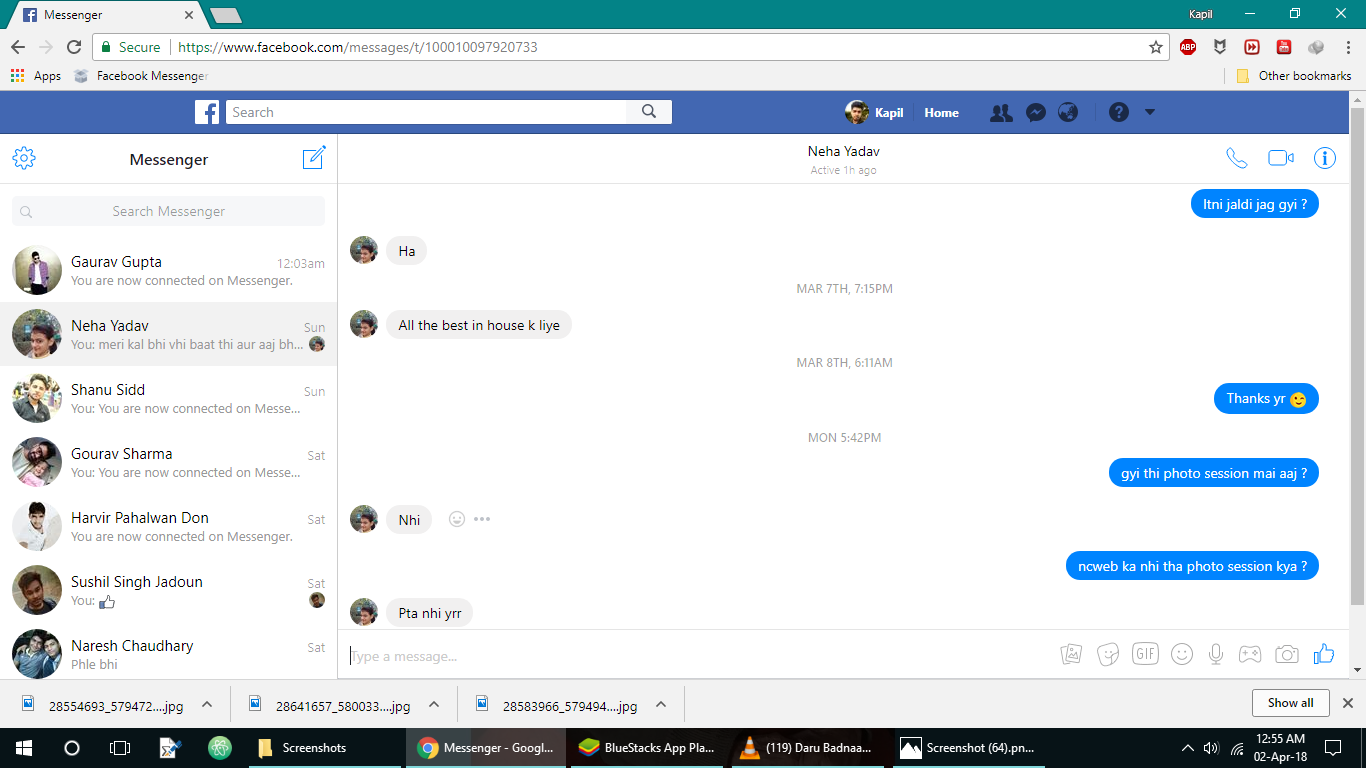 Messenger
Kapil
Secure https://www.facebook.com/messages/t/100010097920733
ABP
Apps Facebook Messenger
Other bookmarks
Search
Kapil Home
Messenger
Search Messenger
Gaurav Gupta 12:03am
You are now connected on Messenger.
Neha Yadav Sun
You: meri kal bhi vhi baat thi aur aaj bh...
Shanu Sidd Sun
You: You are now connected on Messe...
Gourav Sharma Sat
You: You are now connected on Messe...
Harvir Pahalwan Don Sat
You are now connected on Messenger.
Sushil Singh Jadoun Sat
You:
Naresh Chaudhary Sat
Phle bhi
Neha Yadav
Active 1h ago
Itni jaldi jag gyi ?
Ha
MAR 7TH, 7:15PM
All the best in house k liye
MAR 8TH, 6:11AM
Thanks yr 😉
MON 5:42PM
gyi thi photo session mai aaj ?
Nhi
ncweb ka nhi tha photo session kya ?
Pta nhi yrr
Type a message...
GIF
28554693_579472....jpg
28641657_580033....jpg
28583966_579494....jpg
Show all
Screenshots
Messenger - Googl...
BlueStacks App Pla...
(119) Daru Badnaa...
Screenshot (64).pn...
12:55 AM
02-Apr-18